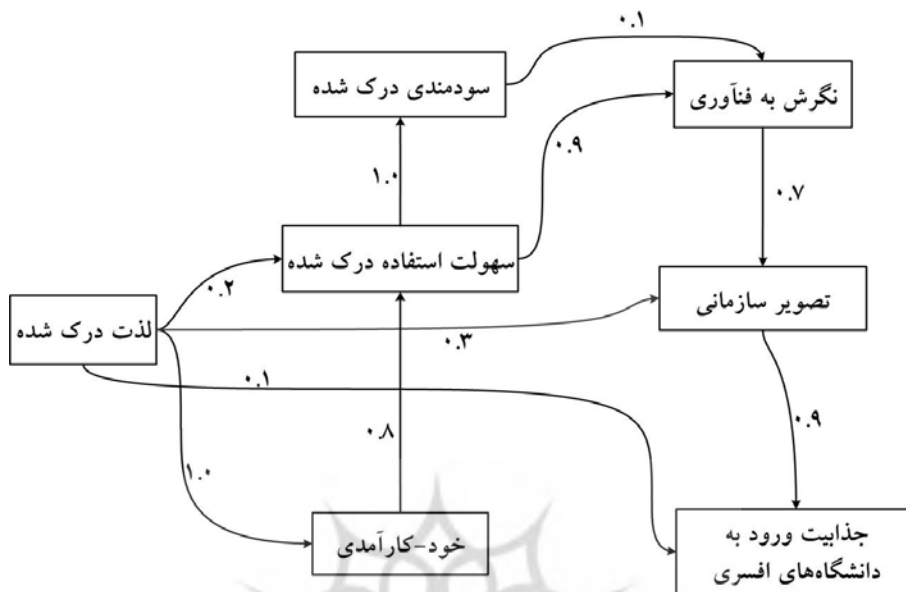 ۰.۱
سودمندی درک شده
نگرش به فنآوری
۰.۹
۱.۰
۰.۷
سهولت استفاده درک شده
۰.۲
تصویر سازمانی
لذت درک شده
۰.۳
۰.۱
۰.۸
۰.۹
۱.۰
خود-کارآمدی
جذابیت ورود به
دانشگاه‌های افسری